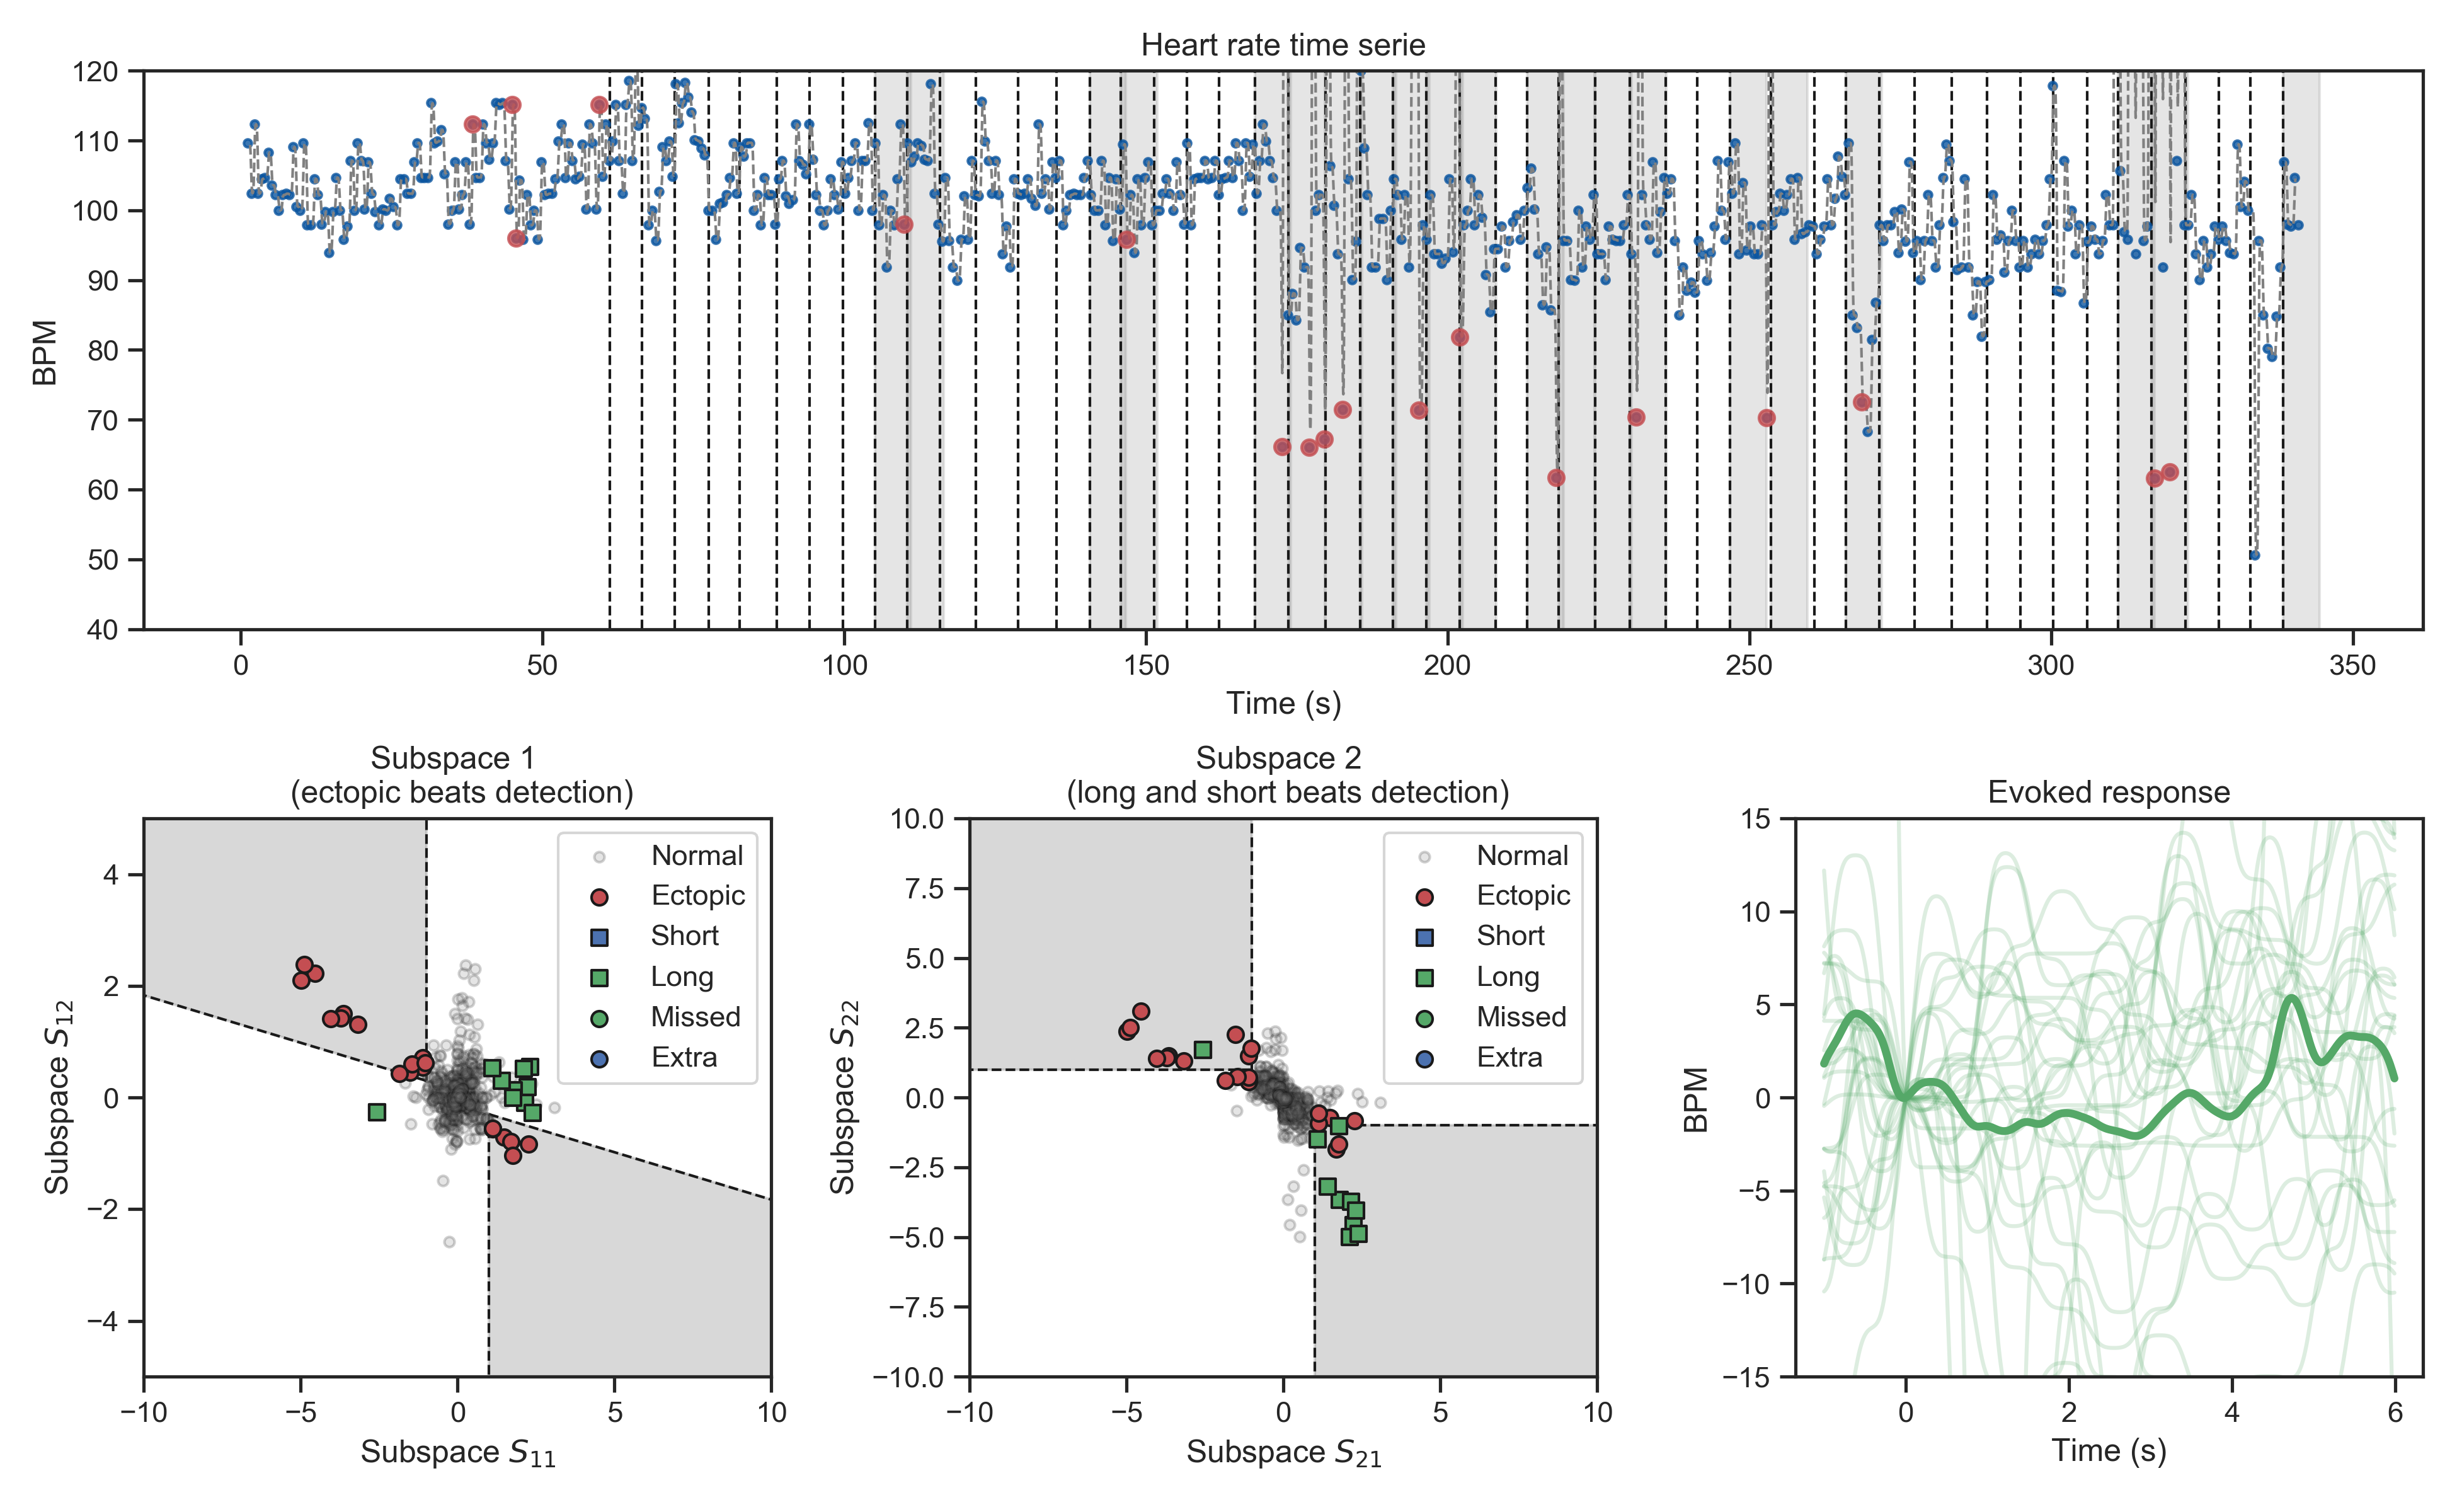 Heart rate time serie
120
110
100
90
80
70
60
50
40
BPM
0 50 100 150 200 250 300 350
Time (s)
Subspace 1
(ectopic beats detection)
4
2
0
−2
−4
Subspace S12
Normal
Ectopic
Short
Long
Missed
Extra
−10 −5 0 5 10
Subspace S11
Subspace 2
(long and short beats detection)
10.0
7.5
5.0
2.5
0.0
−2.5
−5.0
−7.5
−10.0
Subspace S22
Normal
Ectopic
Short
Long
Missed
Extra
−10 −5 0 5 10
Subspace S21
Evoked response
15
10
5
0
−5
−10
−15
BPM
0 2 4 6
Time (s)